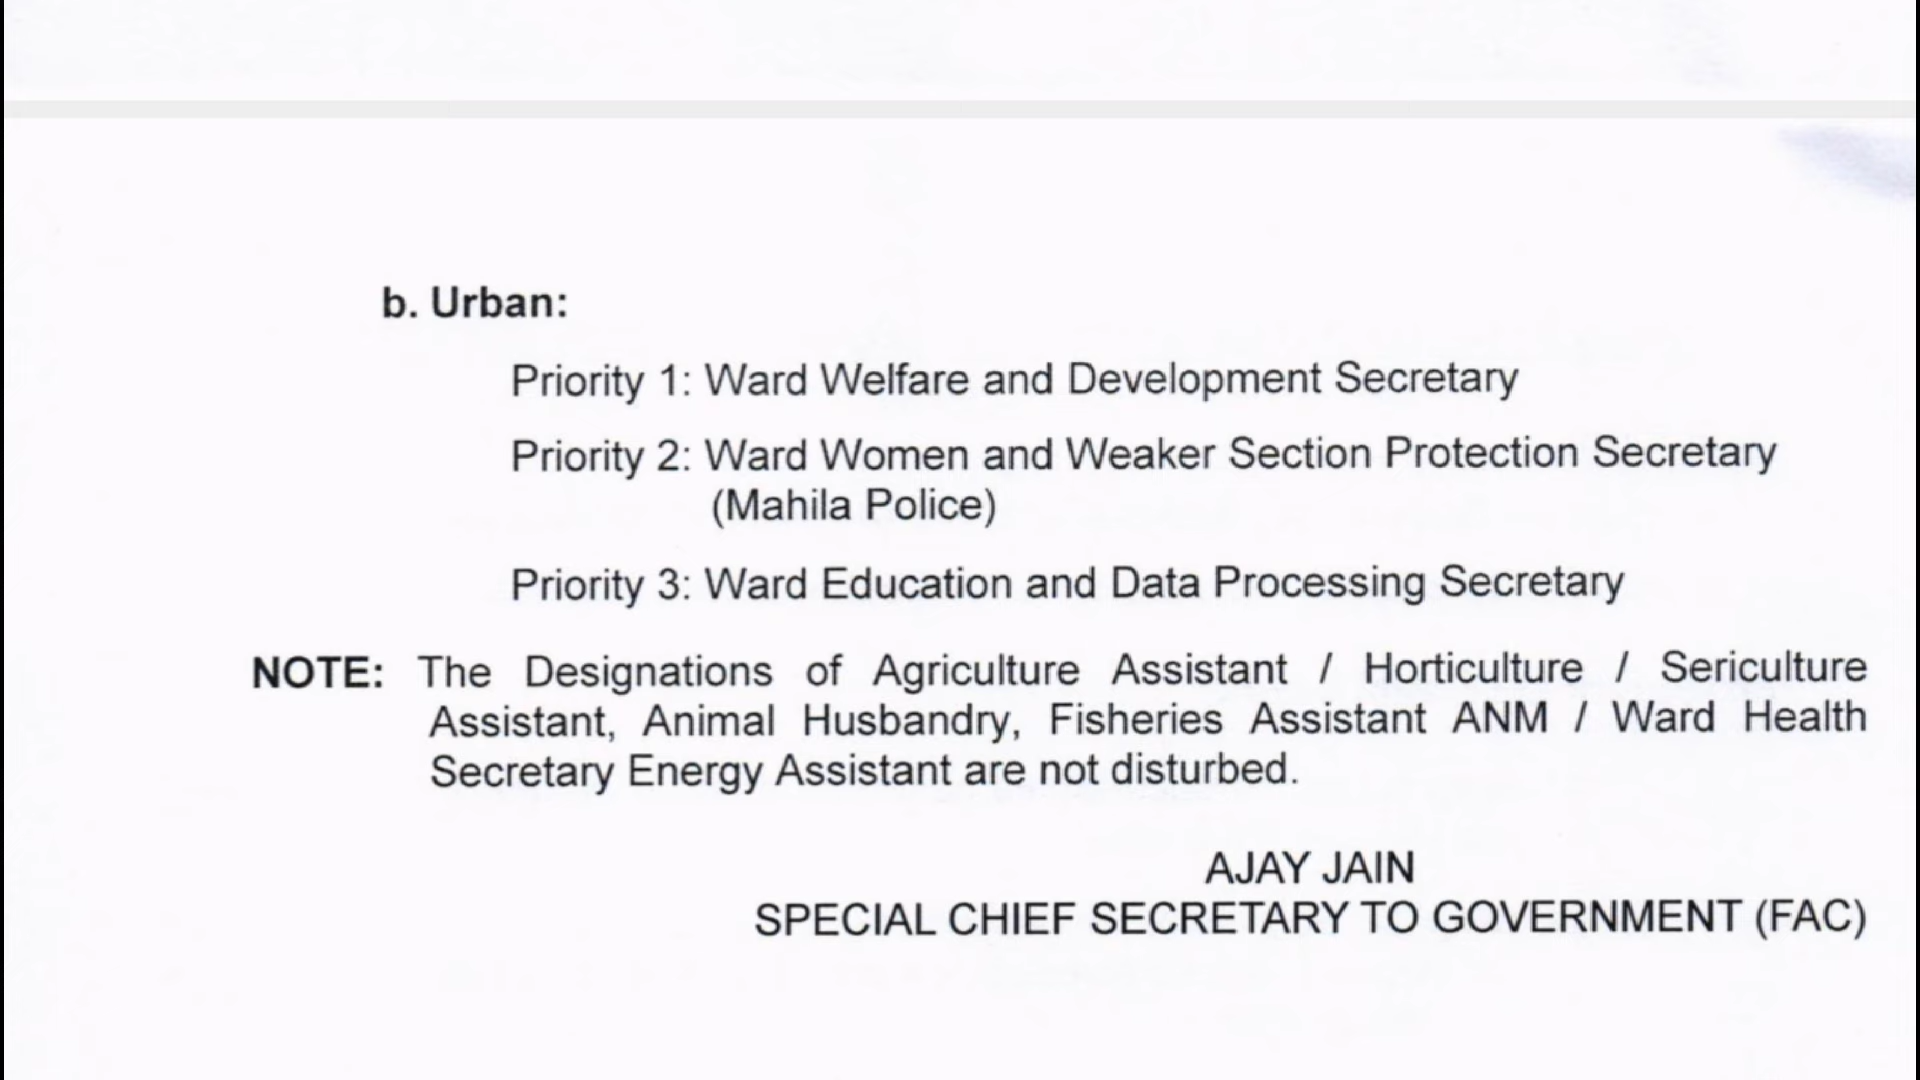 b. Urban:
Priority 1: Ward Welfare and Development Secretary
Priority 2: Ward Women and Weaker Section Protection Secretary
(Mahila Police)
Priority 3: Ward Education and Data Processing Secretary
NOTE: The Designations of Agriculture Assistant / Horticulture / Sericulture
Assistant, Animal Husbandry, Fisheries Assistant ANM / Ward Health
Secretary Energy Assistant are not disturbed.
AJAY JAIN
SPECIAL CHIEF SECRETARY TO GOVERNMENT (FAC)